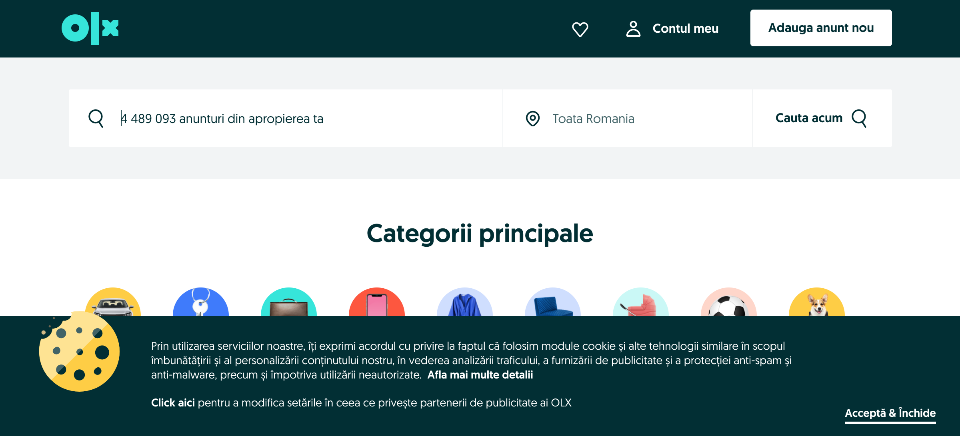 olx
Contul meu
Adauga anunt nou
4 489 093 anunturi din apropierea ta
Toata Romania
Cauta acum
Categorii principale
Prin utilizarea serviciilor noastre, îți exprimi acordul cu privire la faptul că folosim module cookie și alte tehnologii similare în scopul
îmbunătățirii și al personalizării conținutului nostru, în vederea analizării traficului, a furnizării de publicitate și a protecției anti-spam și
anti-malware, precum și împotriva utilizării neautorizate. Afla mai multe detalii
Click aici pentru a modifica setările în ceea ce privește partenerii de publicitate ai OLX
Acceptă & Închide